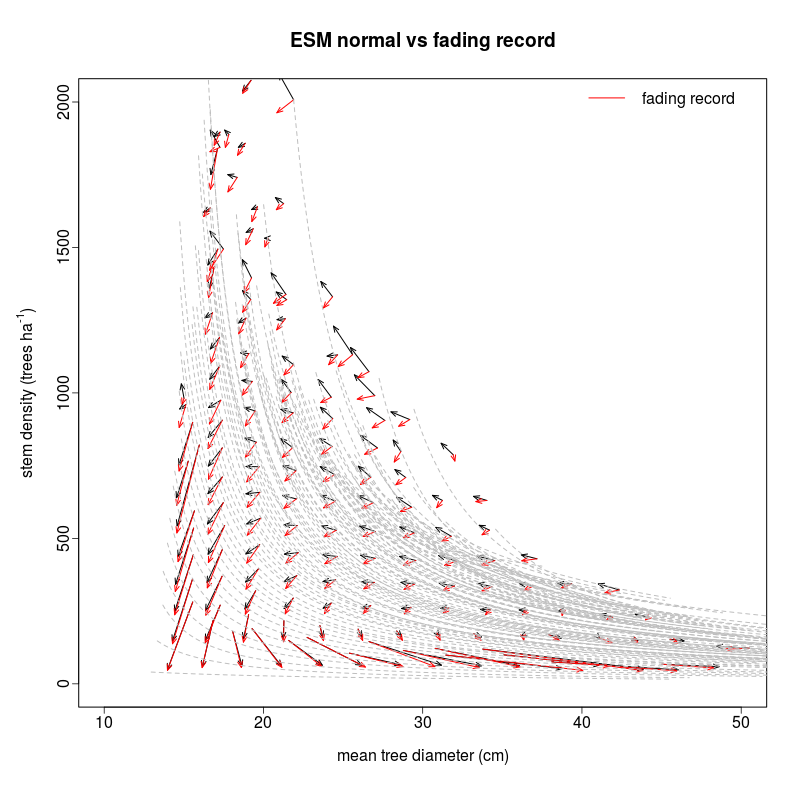 ESM normal vs fading record
fading record
2000
1500
1000
500
0
stem density (trees ha⁻¹)
10 20 30 40 50
mean tree diameter (cm)